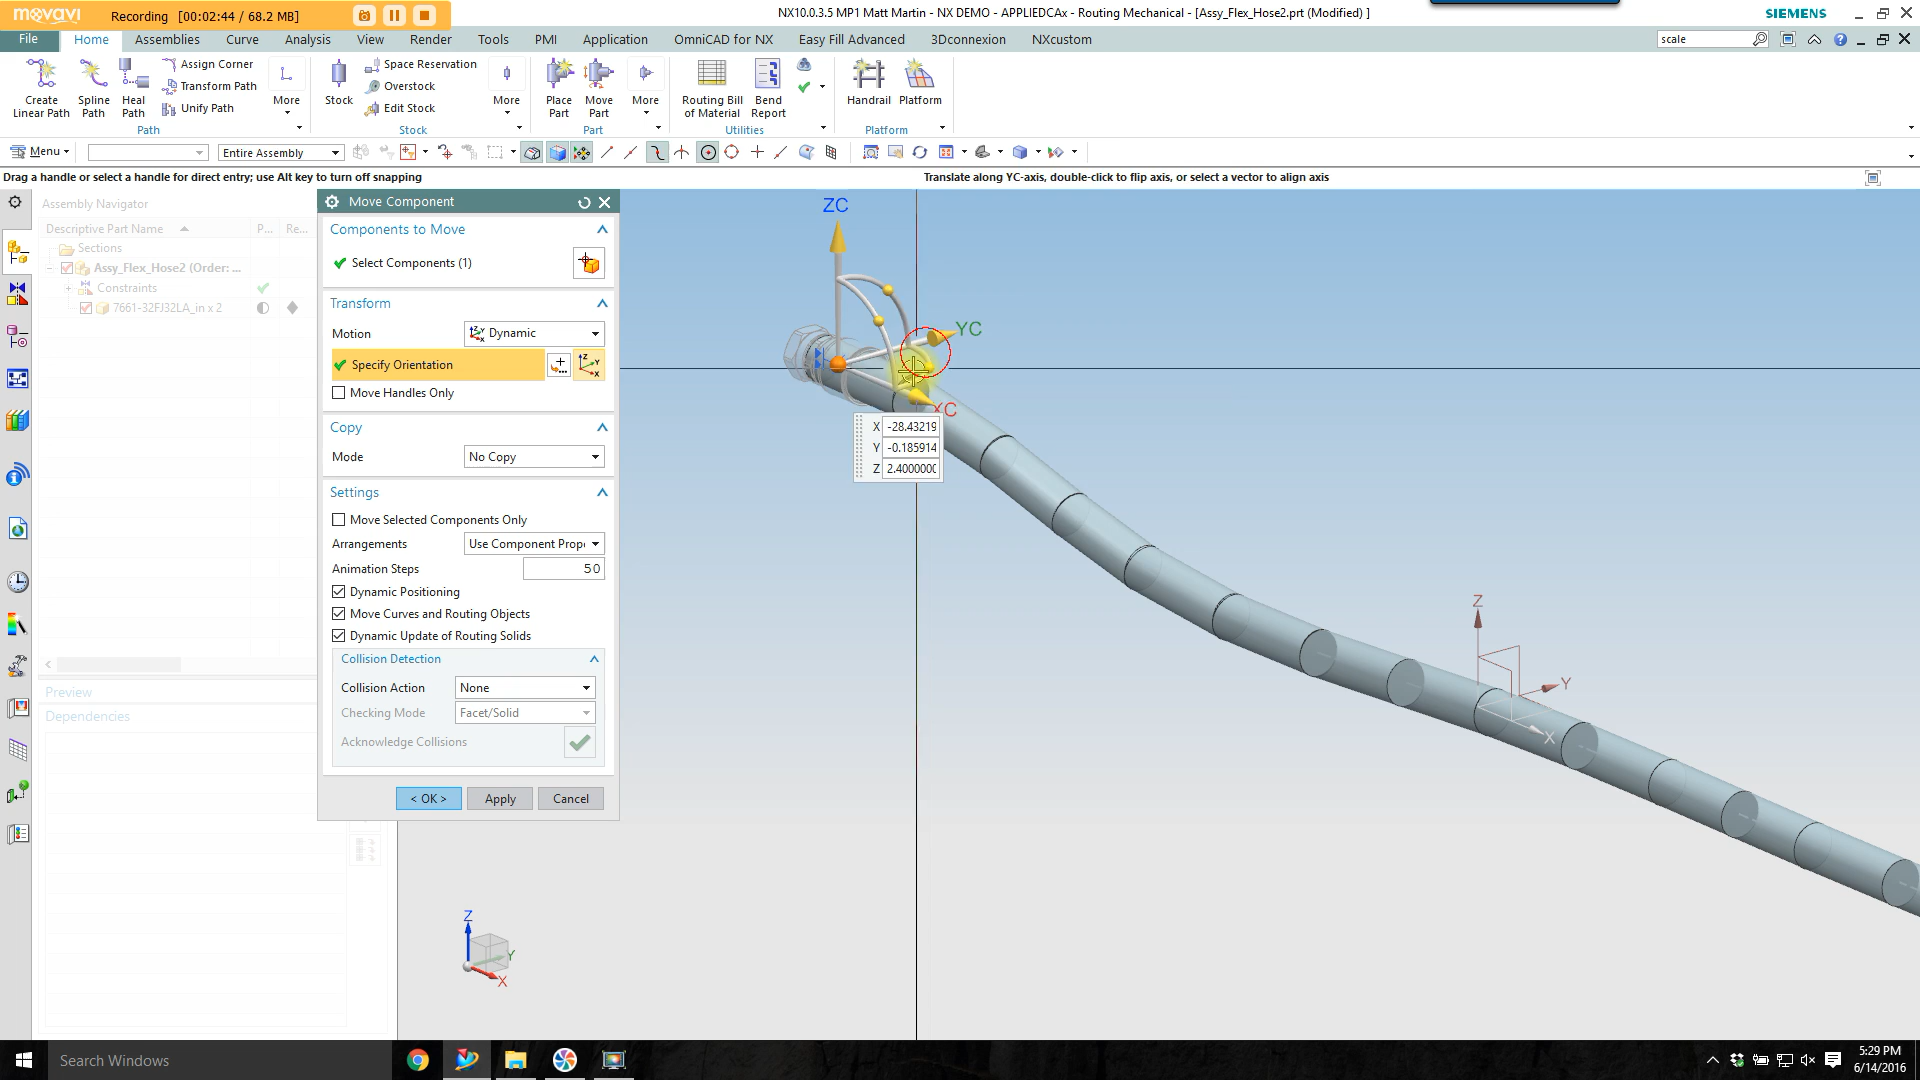 movavi Recording [00:02:44 / 68.2 MB]
NX10.0.3.5 MP1 Matt Martin - NX DEMO - APPLIEDCAx - Routing Mechanical - [Assy_Flex_Hose2.prt (Modified) ]
SIEMENS
File Home Assemblies Curve Analysis View Render Tools PMI Application OmniCAD for NX Easy Fill Advanced 3Dconnexion NXcustom
scale
Create Linear Path
Spline Path
Heal Path
Assign Corner
Transform Path
Unify Path
More
Path
Stock
Space Reservation
Overstock
Edit Stock
More
Stock
Place Part
Move Part
More
Part
Routing Bill of Material
Bend Report
Utilities
Handrail
Platform
Platform
Menu
Entire Assembly
Drag a handle or select a handle for direct entry; use Alt key to turn off snapping
Translate along YC-axis, double-click to flip axis, or select a vector to align axis
Assembly Navigator
Descriptive Part Name P... Re...
Sections
Assy_Flex_Hose2 (Order: ...
Constraints
7661-32FJ32LA_in x 2
Preview
Dependencies
Move Component
Components to Move
Select Components (1)
Transform
Motion Dynamic
Specify Orientation
Move Handles Only
Copy
Mode No Copy
Settings
Move Selected Components Only
Arrangements Use Component Prop
Animation Steps 50
Dynamic Positioning
Move Curves and Routing Objects
Dynamic Update of Routing Solids
Collision Detection
Collision Action None
Checking Mode Facet/Solid
Acknowledge Collisions
< OK > Apply Cancel
ZC
YC
XC
X -28.43219
Y -0.185914
Z 2.4000000
Z
Y
X
Z
Y
X
Search Windows
5:29 PM
6/14/2016